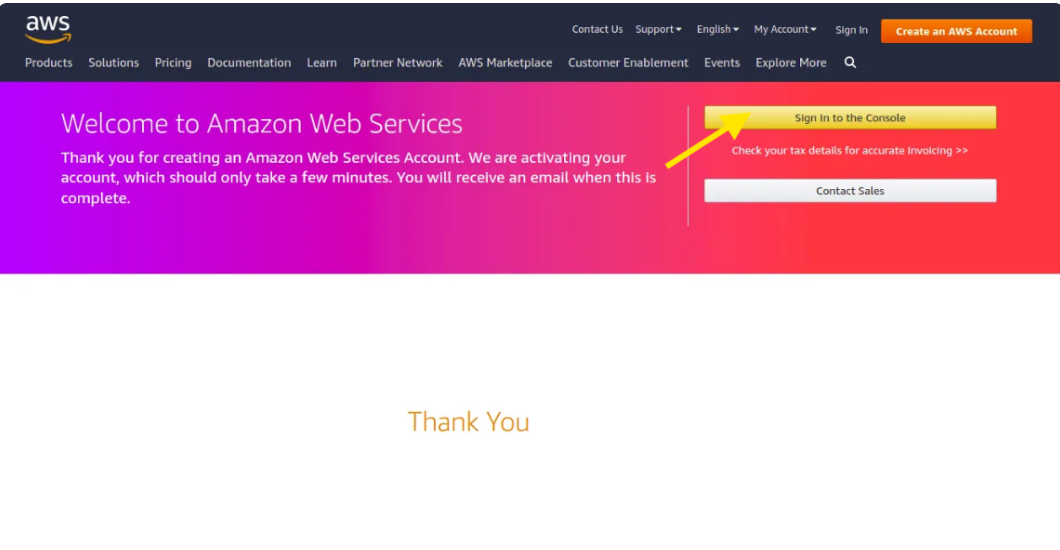 aws
Contact Us Support English My Account Sign In Create an AWS Account
Products Solutions Pricing Documentation Learn Partner Network AWS Marketplace Customer Enablement Events Explore More
Welcome to Amazon Web Services
Thank you for creating an Amazon Web Services Account. We are activating your
account, which should only take a few minutes. You will receive an email when this is
complete.
Sign In to the Console
Check your tax details for accurate Invoicing >>
Contact Sales
Thank You